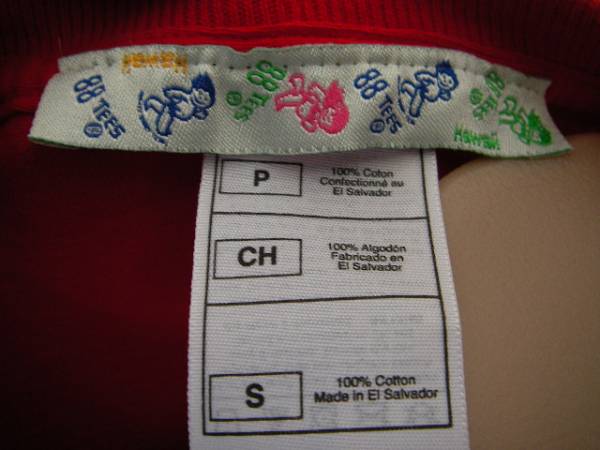 Hawaii
88 TEES ®
88 TEES ®
88 TEES ®
88 TEES ®
Hawaii
P
100% Coton
Confectionné au
El Salvador
CH
100% Algodón
Fabricado en
El Salvador
S
100% Cotton
Made in El Salvador